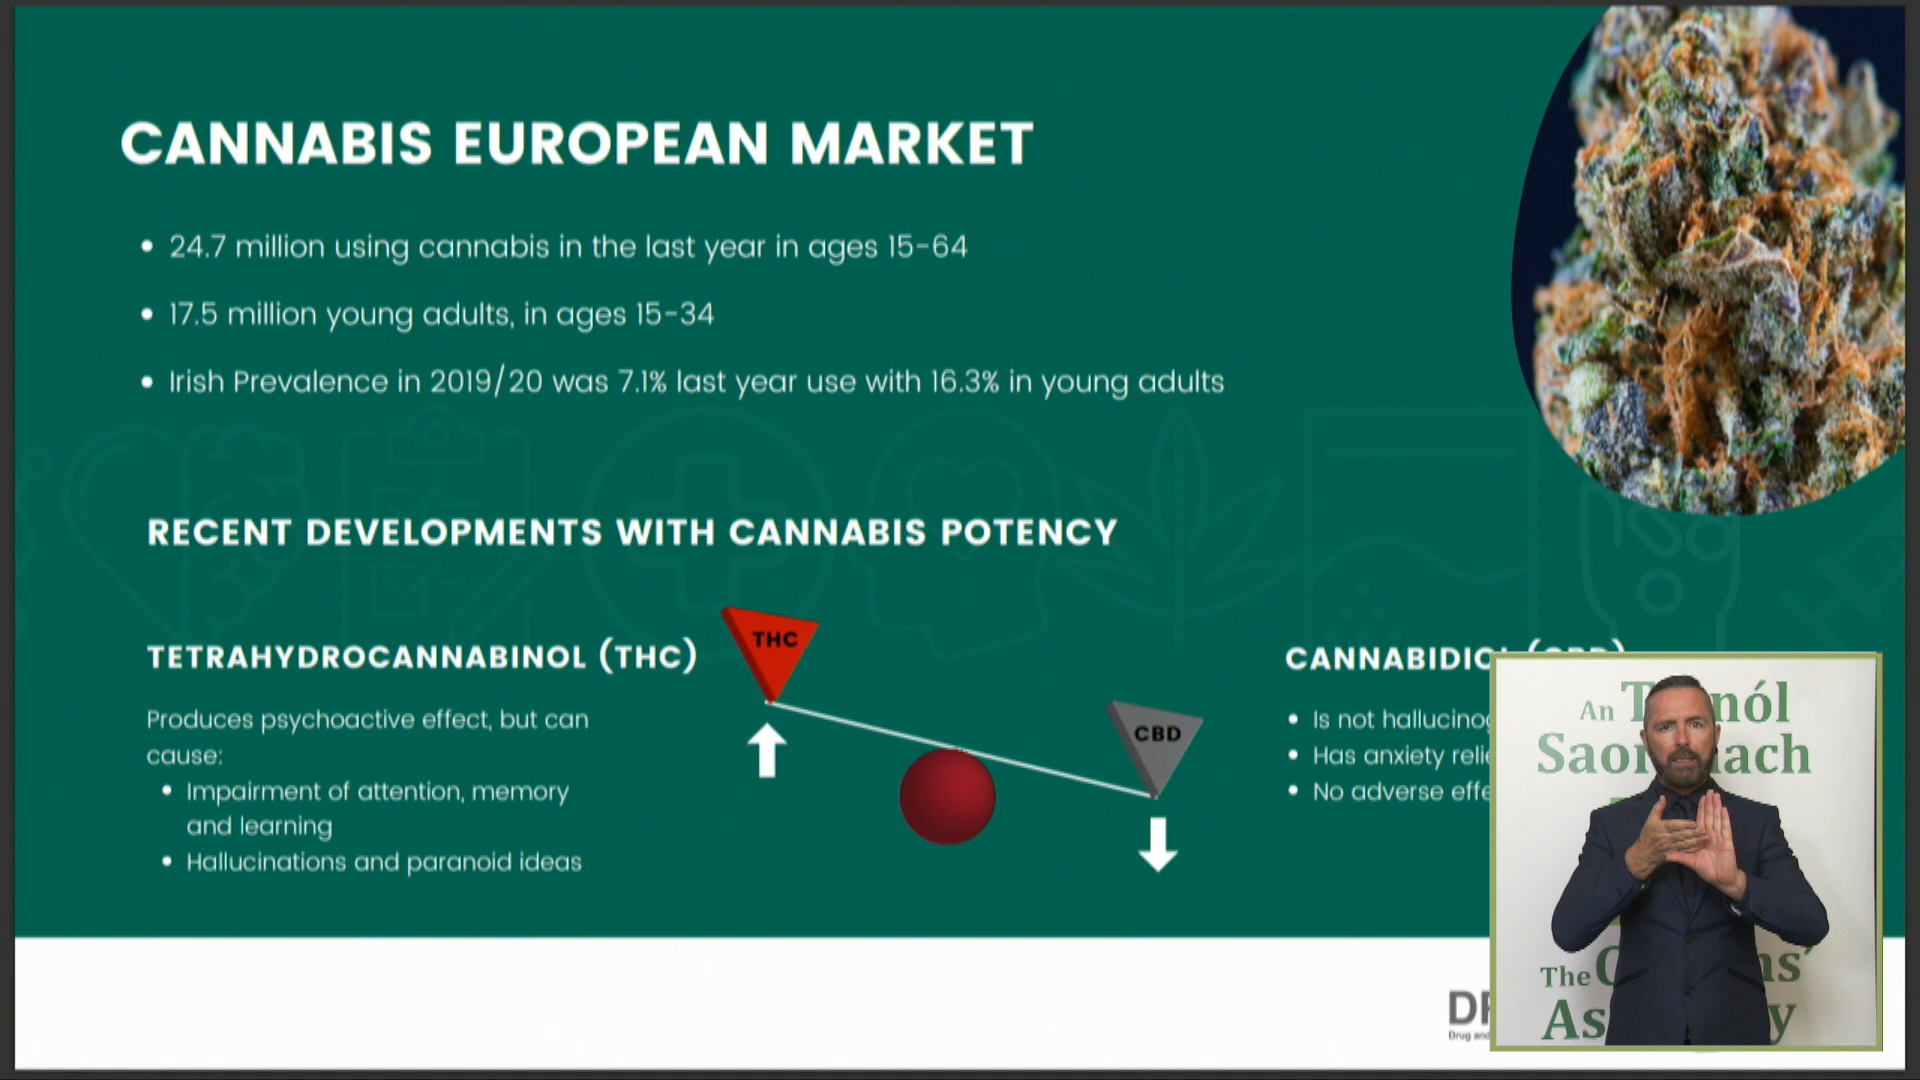 CANNABIS EUROPEAN MARKET
• 24.7 million using cannabis in the last year in ages 15-64
• 17.5 million young adults, in ages 15-34
• Irish Prevalence in 2019/20 was 7.1% last year use with 16.3% in young adults
RECENT DEVELOPMENTS WITH CANNABIS POTENCY
TETRAHYDROCANNABINOL (THC)
Produces psychoactive effect, but can
cause:
• Impairment of attention, memory
and learning
• Hallucinations and paranoid ideas
THC
CBD
CANNABIDIOL (CBD)
• Is not
• Has anxiety
• No adverse
An
The
Drug